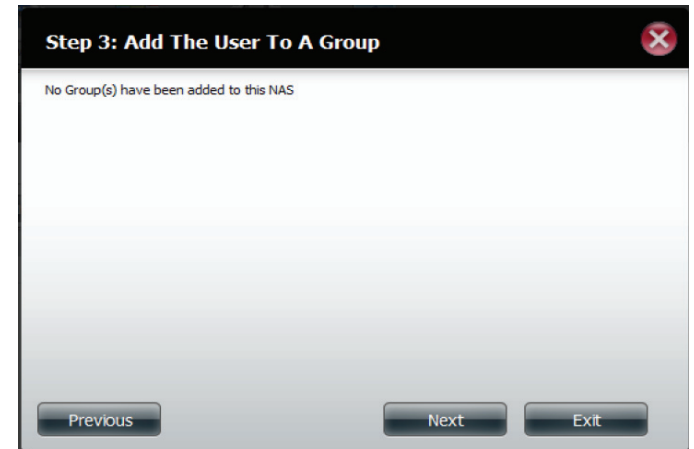 Step 3: Add The User To A Group
No Group(s) have been added to this NAS
Previous
Next
Exit